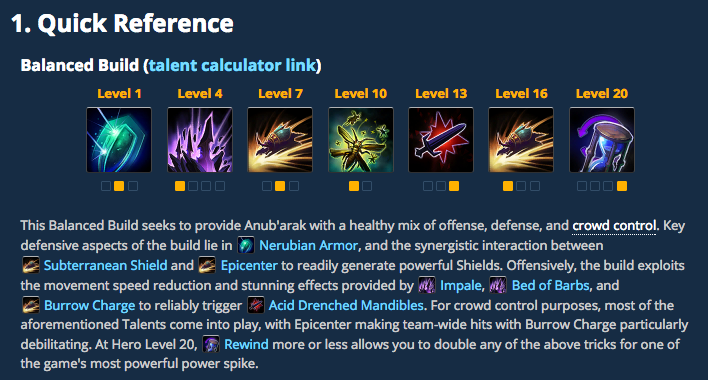 1. Quick Reference
Balanced Build (talent calculator link)
Level 1 Level 4 Level 7 Level 10 Level 13 Level 16 Level 20
This Balanced Build seeks to provide Anub'arak with a healthy mix of offense, defense, and crowd control. Key
defensive aspects of the build lie in Nerubian Armor, and the synergistic interaction between
Subterranean Shield and Epicenter to readily generate powerful Shields. Offensively, the build exploits
the movement speed reduction and stunning effects provided by Impale, Bed of Barbs, and
Burrow Charge to reliably trigger Acid Drenched Mandibles. For crowd control purposes, most of the
aforementioned Talents come into play, with Epicenter making team-wide hits with Burrow Charge particularly
debilitating. At Hero Level 20, Rewind more or less allows you to double any of the above tricks for one of
the game's most powerful power spike.